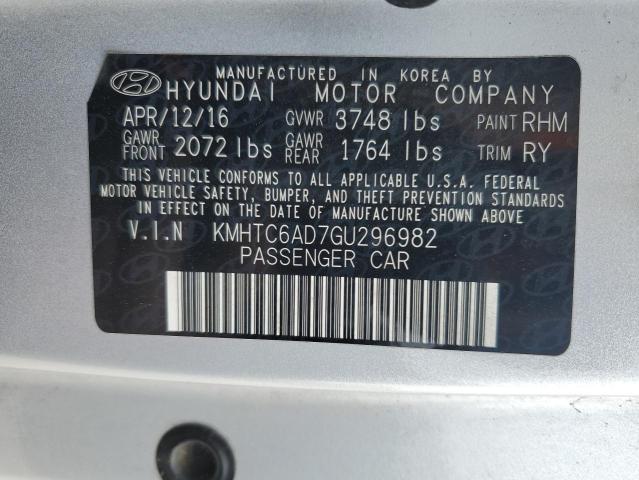 MANUFACTURED IN KOREA BY
HYUNDAI MOTOR COMPANY
APR/12/16 GVWR 3748 lbs PAINT RHM
GAWR FRONT 2072 lbs GAWR REAR 1764 lbs TRIM RY
THIS VEHICLE CONFORMS TO ALL APPLICABLE U.S.A. FEDERAL
MOTOR VEHICLE SAFETY, BUMPER, AND THEFT PREVENTION STANDARDS
IN EFFECT ON THE DATE OF MANUFACTURE SHOWN ABOVE
V.I.N KMHTC6AD7GU296982
PASSENGER CAR